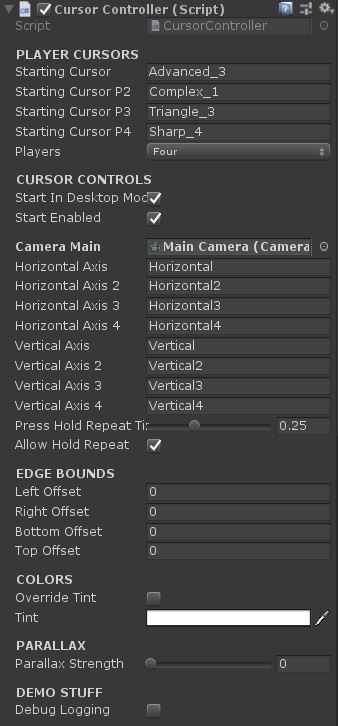 Cursor Controller (Script)
Script CursorController
PLAYER CURSORS
Starting Cursor Advanced_3
Starting Cursor P2 Complex_1
Starting Cursor P3 Triangle_3
Starting Cursor P4 Sharp_4
Players Four
CURSOR CONTROLS
Start In Desktop Mod
Start Enabled
Camera Main Main Camera (Camera
Horizontal Axis Horizontal
Horizontal Axis 2 Horizontal2
Horizontal Axis 3 Horizontal3
Horizontal Axis 4 Horizontal4
Vertical Axis Vertical
Vertical Axis 2 Vertical2
Vertical Axis 3 Vertical3
Vertical Axis 4 Vertical4
Press Hold Repeat Tir 0.25
Allow Hold Repeat
EDGE BOUNDS
Left Offset 0
Right Offset 0
Bottom Offset 0
Top Offset 0
COLORS
Override Tint
Tint
PARALLAX
Parallax Strength 0
DEMO STUFF
Debug Logging